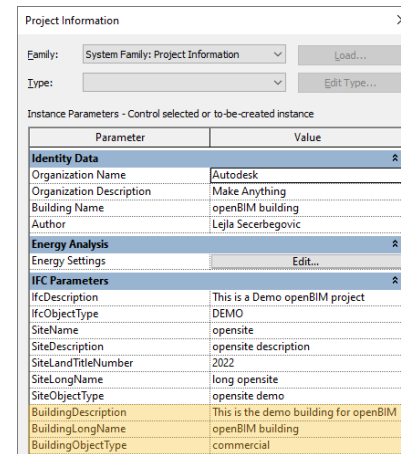 Project Information
Family: System Family: Project Information Load...
Type: Edit Type...
Instance Parameters - Control selected or to-be-created instance
Parameter Value
Identity Data
Organization Name Autodesk
Organization Description Make Anything
Building Name openBIM building
Author Lejla Secerbegovic
Energy Analysis
Energy Settings Edit...
IFC Parameters
IfcDescription This is a Demo openBIM project
IfcObjectType DEMO
SiteName opensite
SiteDescription opensite description
SiteLandTitleNumber 2022
SiteLongName long opensite
SiteObjectType opensite demo
BuildingDescription This is the demo building for openBIM
BuildingLongName openBIM building
BuildingObjectType commercial